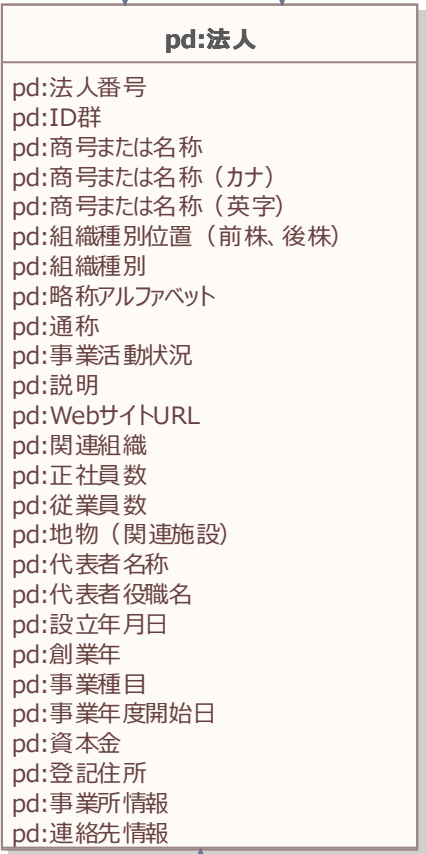 pd:法人
pd:法人番号
pd:ID群
pd:商号または名称
pd:商号または名称（カナ）
pd:商号または名称（英字）
pd:組織種別位置（前株、後株）
pd:組織種別
pd:略称アルファベット
pd:通称
pd:事業活動状況
pd:説明
pd:WebサイトURL
pd:関連組織
pd:正社員数
pd:従業員数
pd:地物（関連施設）
pd:代表者名称
pd:代表者役職名
pd:設立年月日
pd:創業年
pd:事業種目
pd:事業年度開始日
pd:資本金
pd:登記住所
pd:事業所情報
pd:連絡先情報